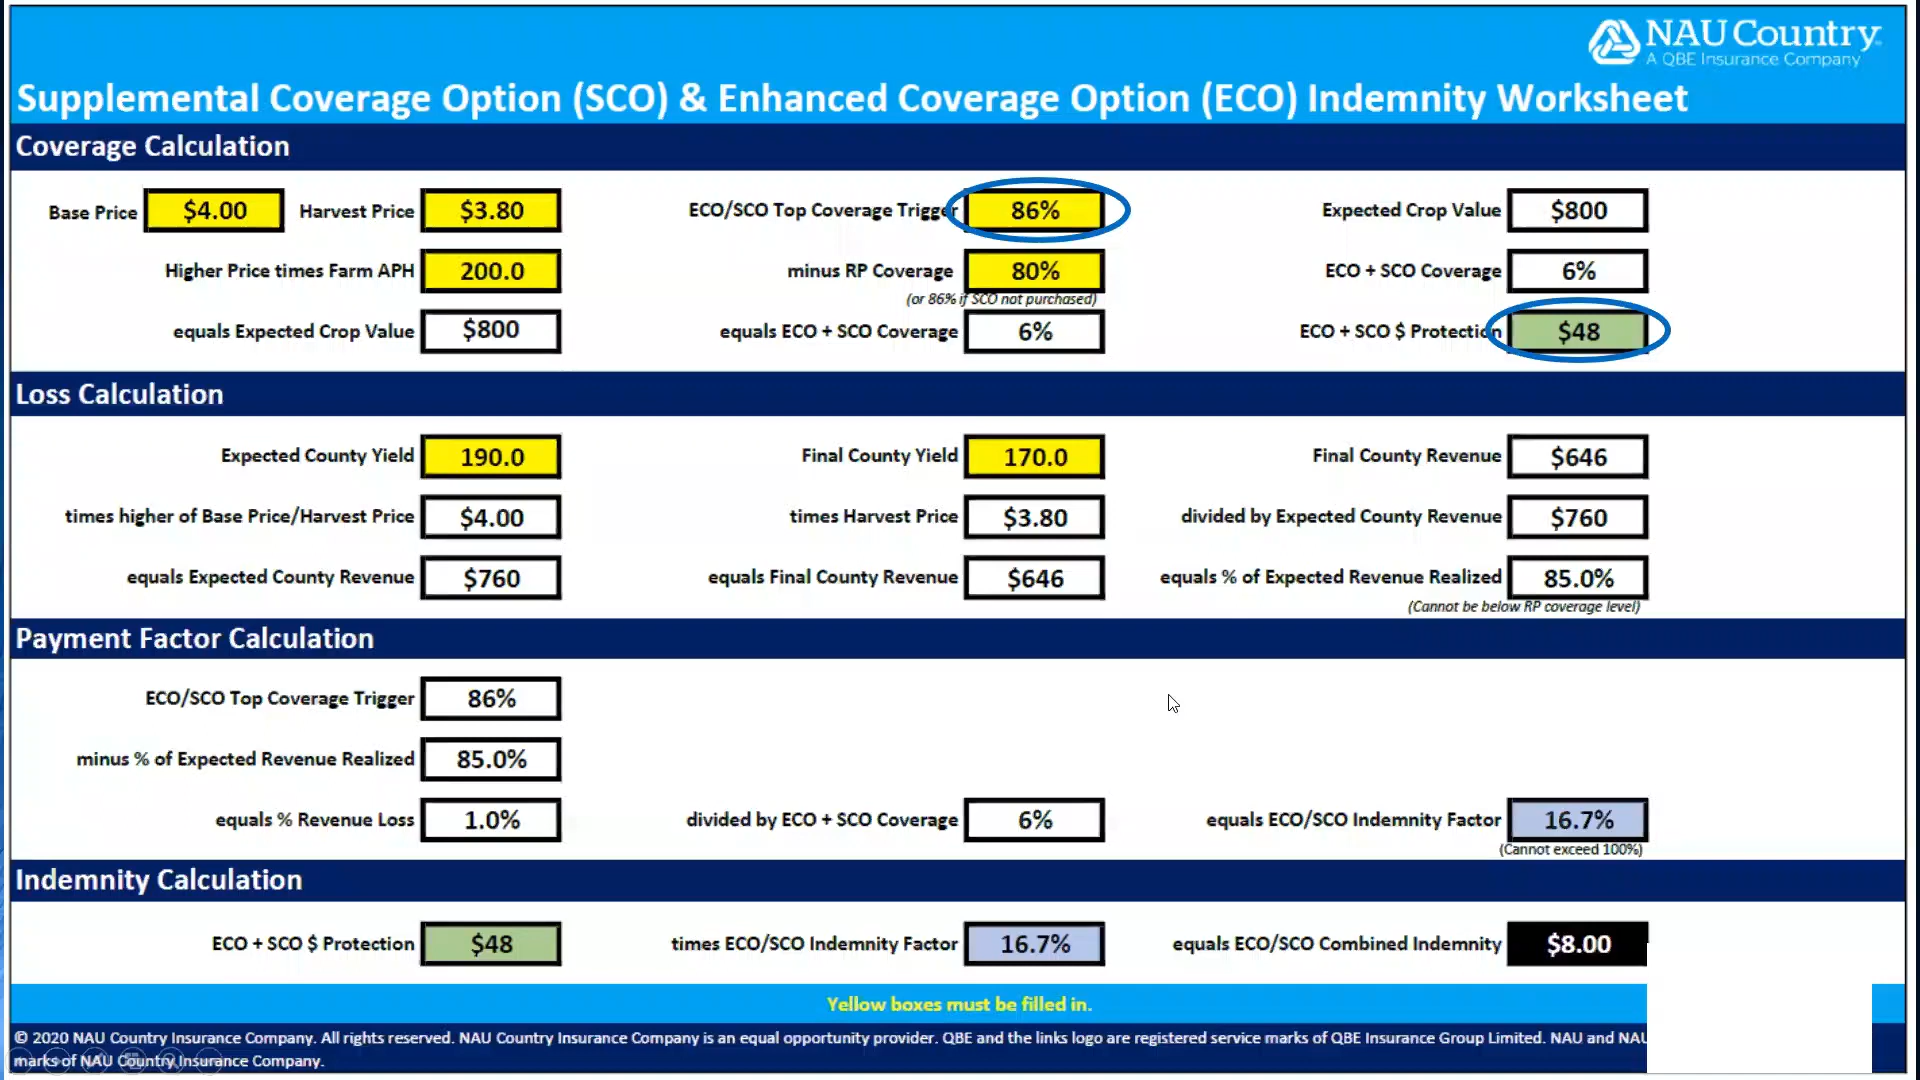 NAU Country
A QBE Insurance Company
Supplemental Coverage Option (SCO) & Enhanced Coverage Option (ECO) Indemnity Worksheet
Coverage Calculation
Base Price $4.00 Harvest Price $3.80 ECO/SCO Top Coverage Trigger 86% Expected Crop Value $800
Higher Price times Farm APH 200.0 minus RP Coverage 80% ECO + SCO Coverage 6%
(or 86% if SCO not purchased)
equals Expected Crop Value $800 equals ECO + SCO Coverage 6% ECO + SCO $ Protection $48
Loss Calculation
Expected County Yield 190.0 Final County Yield 170.0 Final County Revenue $646
times higher of Base Price/Harvest Price $4.00 times Harvest Price $3.80 divided by Expected County Revenue $760
equals Expected County Revenue $760 equals Final County Revenue $646 equals % of Expected Revenue Realized 85.0%
(Cannot be below RP coverage level)
Payment Factor Calculation
ECO/SCO Top Coverage Trigger 86%
minus % of Expected Revenue Realized 85.0%
equals % Revenue Loss 1.0% divided by ECO + SCO Coverage 6% equals ECO/SCO Indemnity Factor 16.7%
(Cannot exceed 100%)
Indemnity Calculation
ECO + SCO $ Protection $48 times ECO/SCO Indemnity Factor 16.7% equals ECO/SCO Combined Indemnity $8.00
Yellow boxes must be filled in.
© 2020 NAU Country Insurance Company. All rights reserved. NAU Country Insurance Company is an equal opportunity provider. QBE and the links logo are registered service marks of QBE Insurance Group Limited. NAU and NAU
marks of NAU Country Insurance Company.